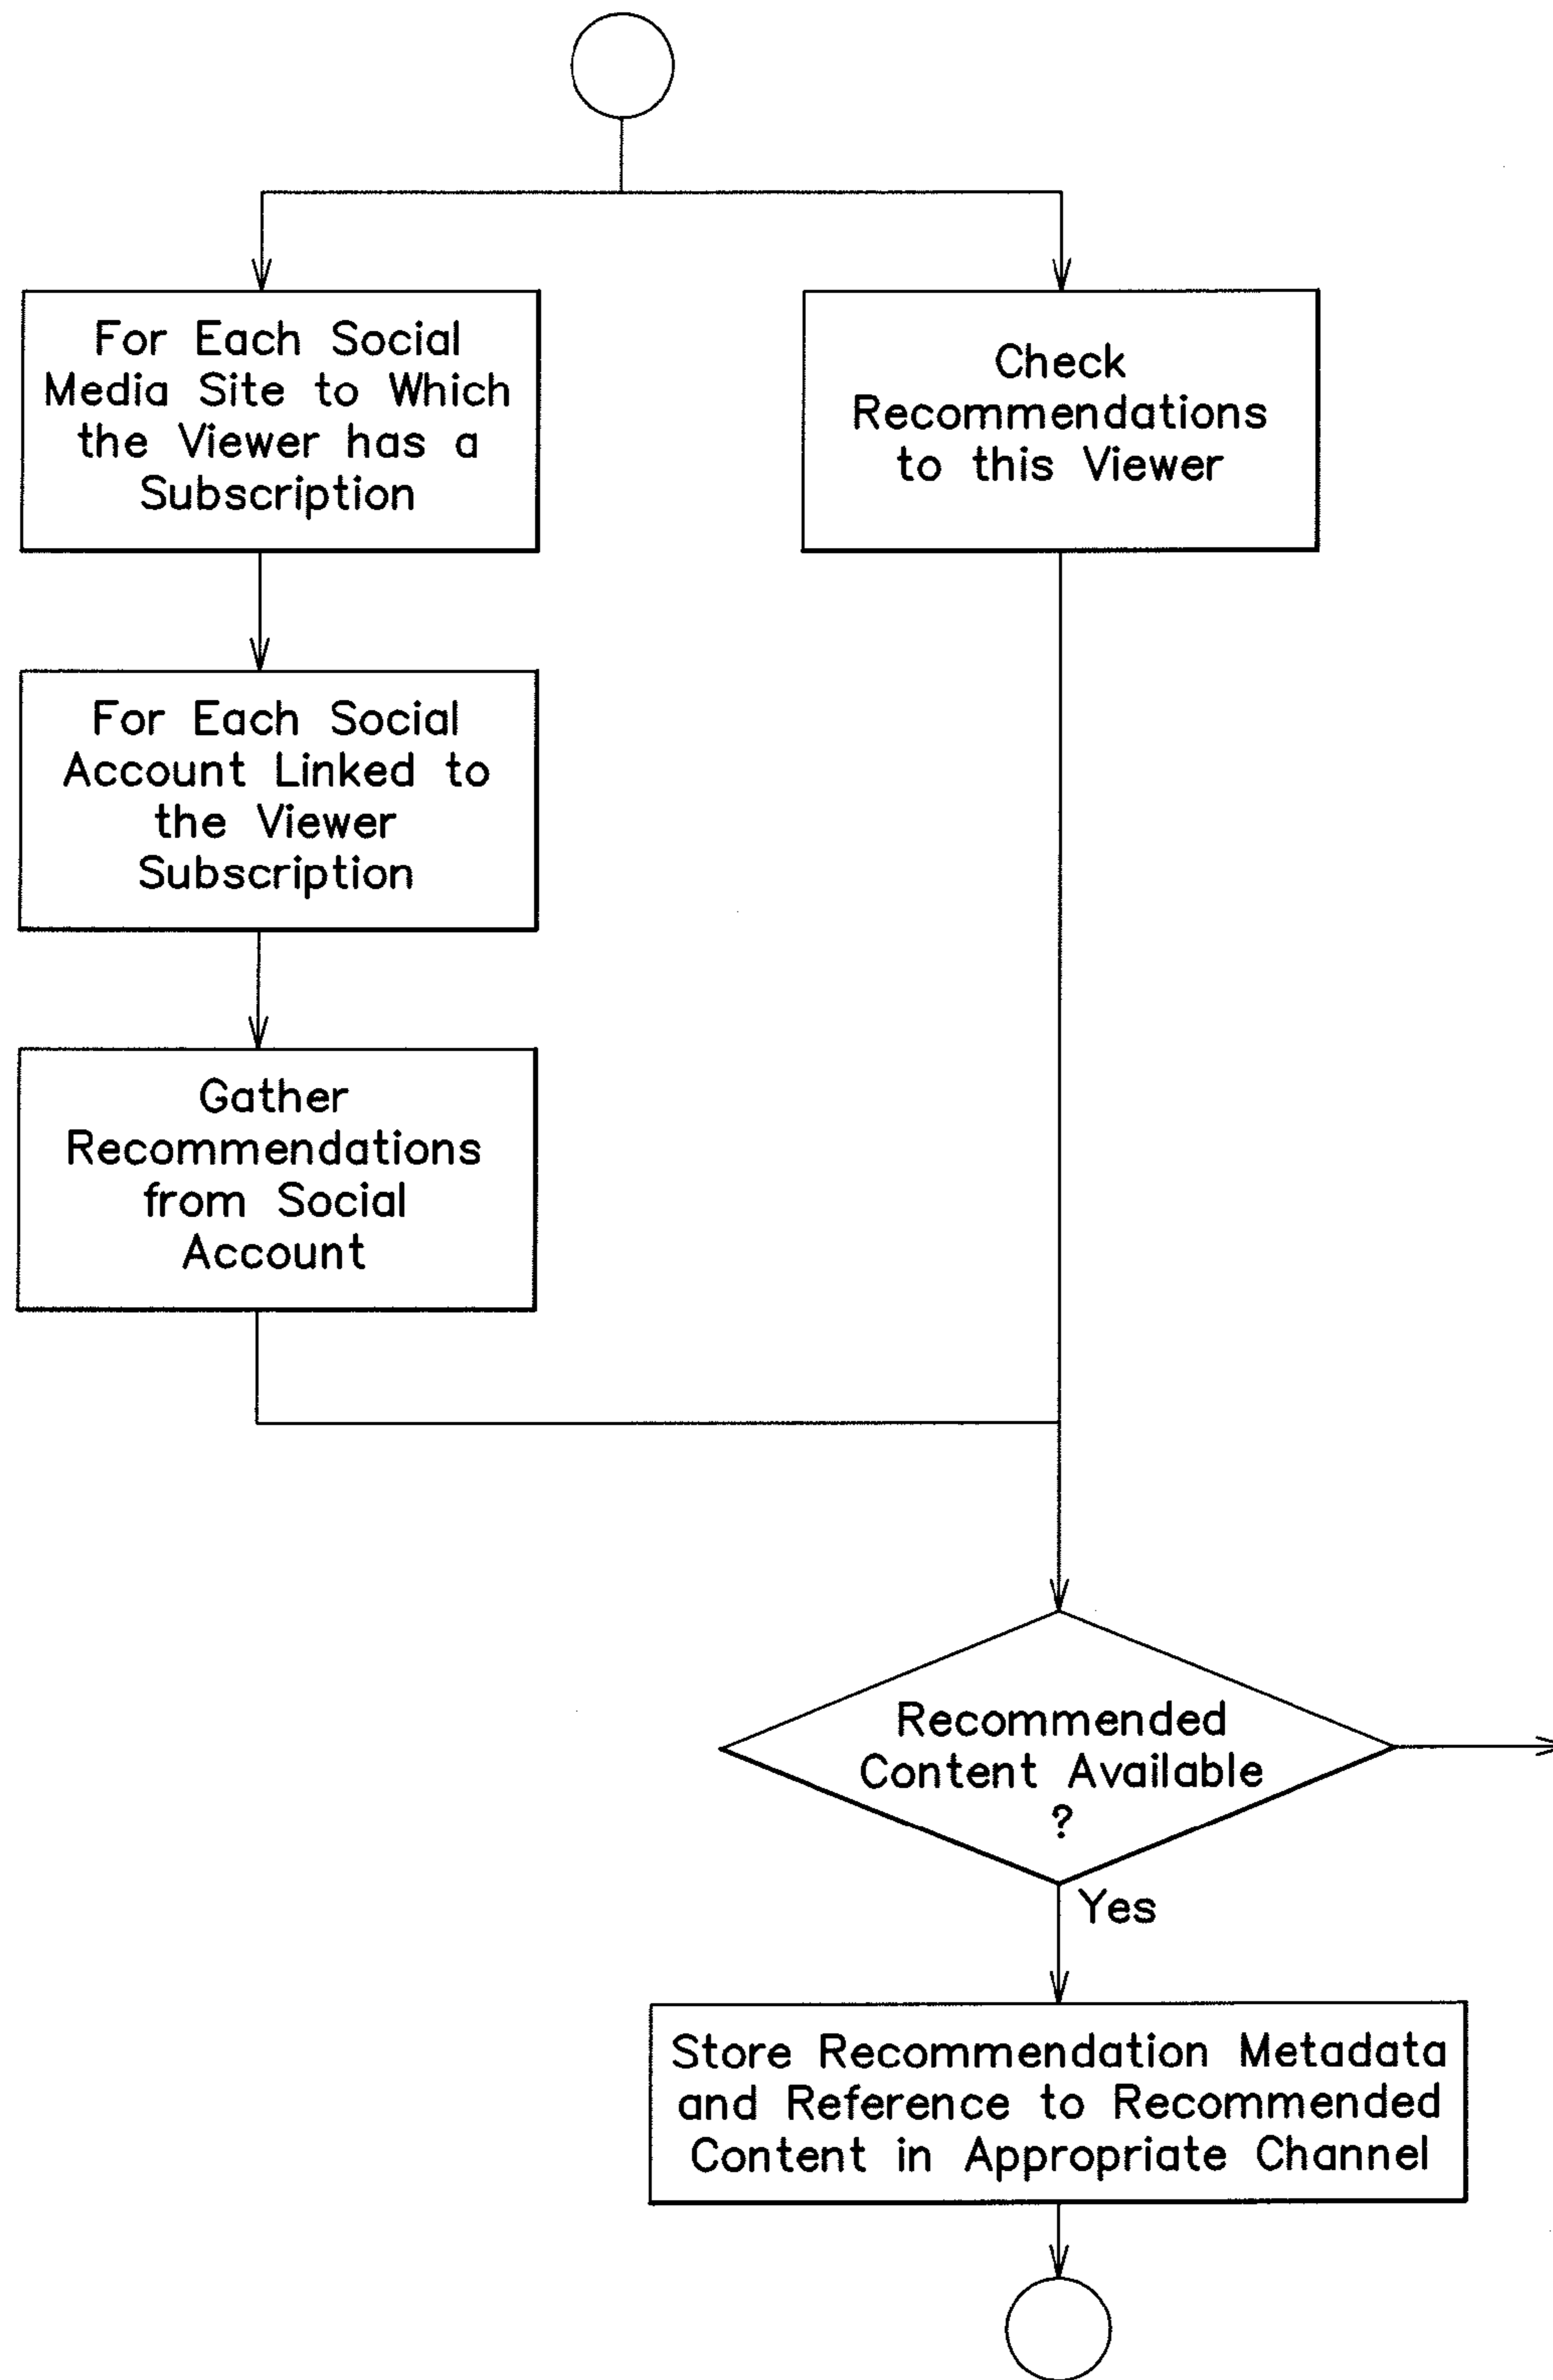 For Each Social
Media Site to Which
the Viewer has a
Subscription
Check
Recommendations
to this Viewer
For Each Social
Account Linked to
the Viewer
Subscription
Gather
Recommendations
from Social
Account
Recommended
Content Available
?
Yes
Store Recommendation Metadata
and Reference to Recommended
Content in Appropriate Channel